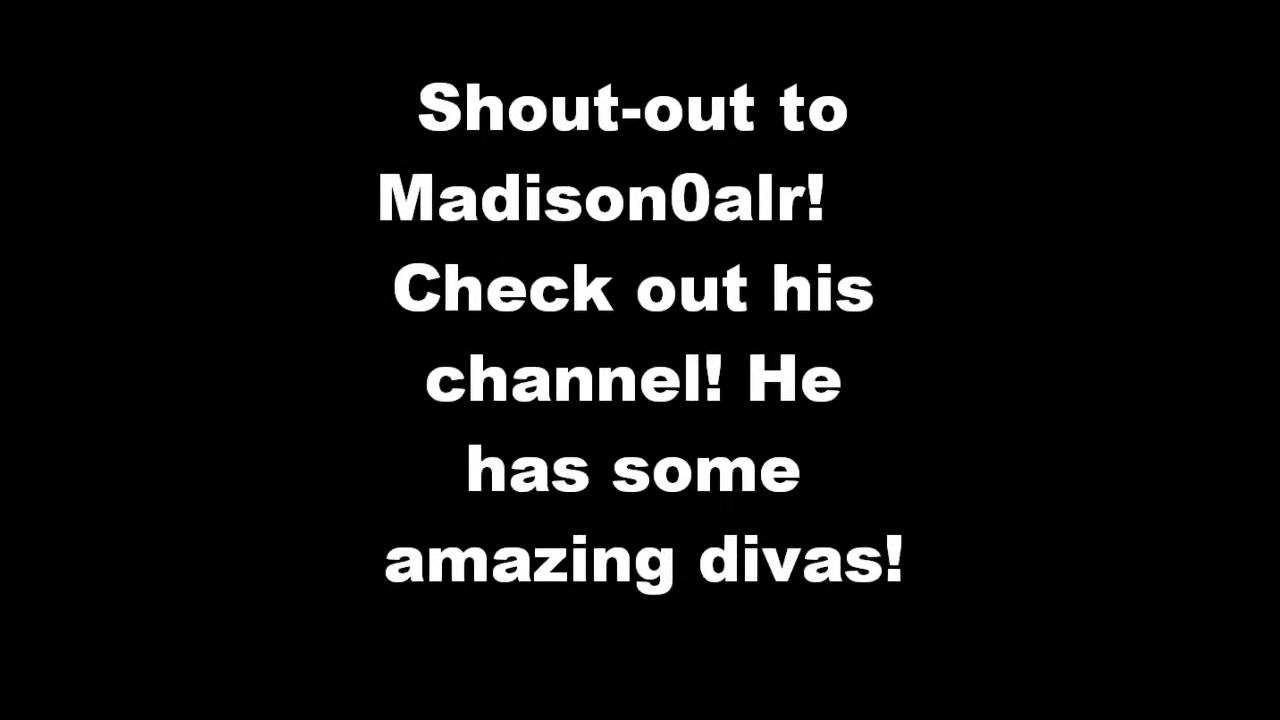 Shout-out to
Madison0alr!
Check out his
channel! He
has some
amazing divas!